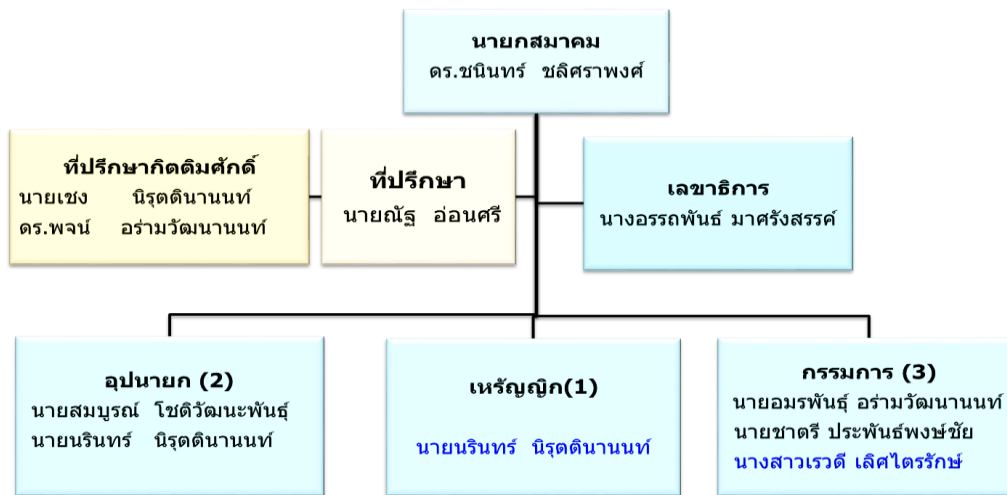 นายกสมาคม
ดร.ชนินทร์ ชลิศราพงศ์
ที่ปรึกษากิตติมศักดิ์
นายเชง นิรุตตินานนท์
ดร.พจน์ อร่ามวัฒนานนท์
ที่ปรึกษา
นายณัฐ อ่อนศรี
เลขาธิการ
นางอรรถพันธ์ มาศรังสรรค์
อุปนายก (2)
นายสมบูรณ์ โชติวัฒนะพันธุ์
นายนรินทร์ นิรุตตินานนท์
เหรัญญิก(1)
นายนรินทร์ นิรุตตินานนท์
กรรมการ (3)
นายอมรพันธุ์ อร่ามวัฒนานนท์
นายชาตรี ประพันธ์พงษ์ชัย
นางสาวเรวดี เลิศไตรรักษ์